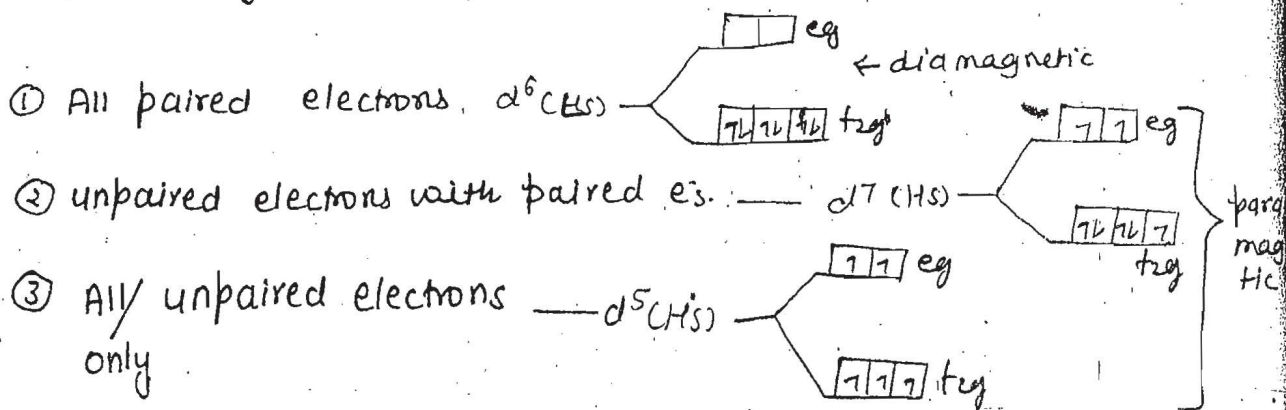 eg
← diamagnetic
① All paired electrons. d⁶(LS) t₂g⁶
eg
② unpaired electrons with paired e's. — d7 (HS)
t₂g
para
mag
tic
eg
③ All/ unpaired electrons — d⁵(HS)
only
t₂g